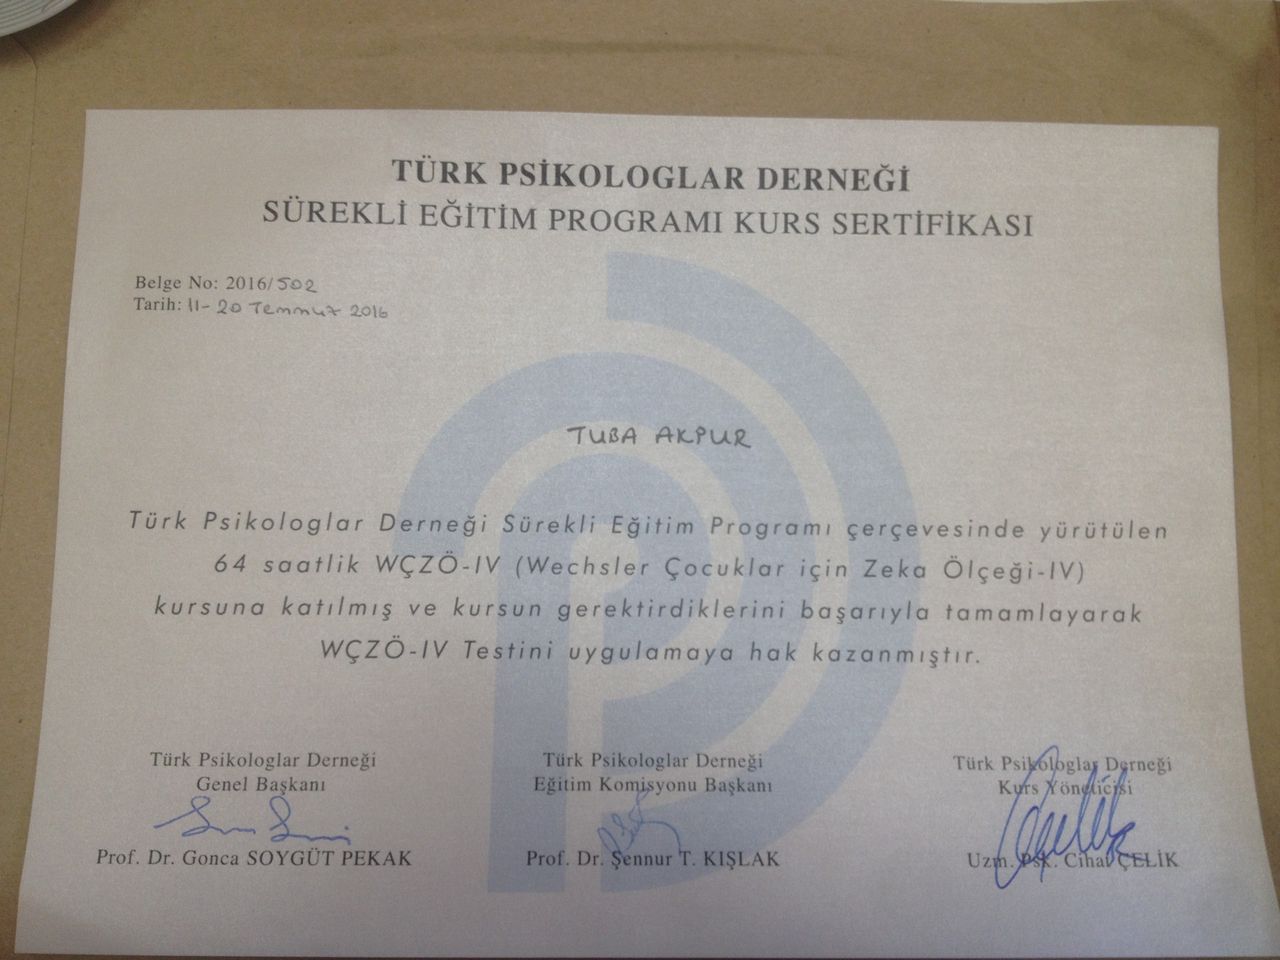 TÜRK PSİKOLOGLAR DERNEĞİ
SÜREKLİ EĞİTİM PROGRAMI KURS SERTİFİKASI
Belge No: 2016/502
Tarih: 11-20 Temmuz 2016
TUBA AKPUR
Türk Psikologlar Derneği Sürekli Eğitim Programı çerçevesinde yürütülen
64 saatlik WÇZÖ-IV (Wechsler Çocuklar için Zeka Ölçeği-IV)
kursuna katılmış ve kursun gerektirdiklerini başarıyla tamamlayarak
WÇZÖ-IV Testini uygulamaya hak kazanmıştır.
Türk Psikologlar Derneği
Genel Başkanı
Prof. Dr. Gonca SOYGÜT PEKAK
Türk Psikologlar Derneği
Eğitim Komisyonu Başkanı
Prof. Dr. Şennur T. KIŞLAK
Türk Psikologlar Derneği
Kurs Yöneticisi
Uzm. Psk. Cihat ÇELİK